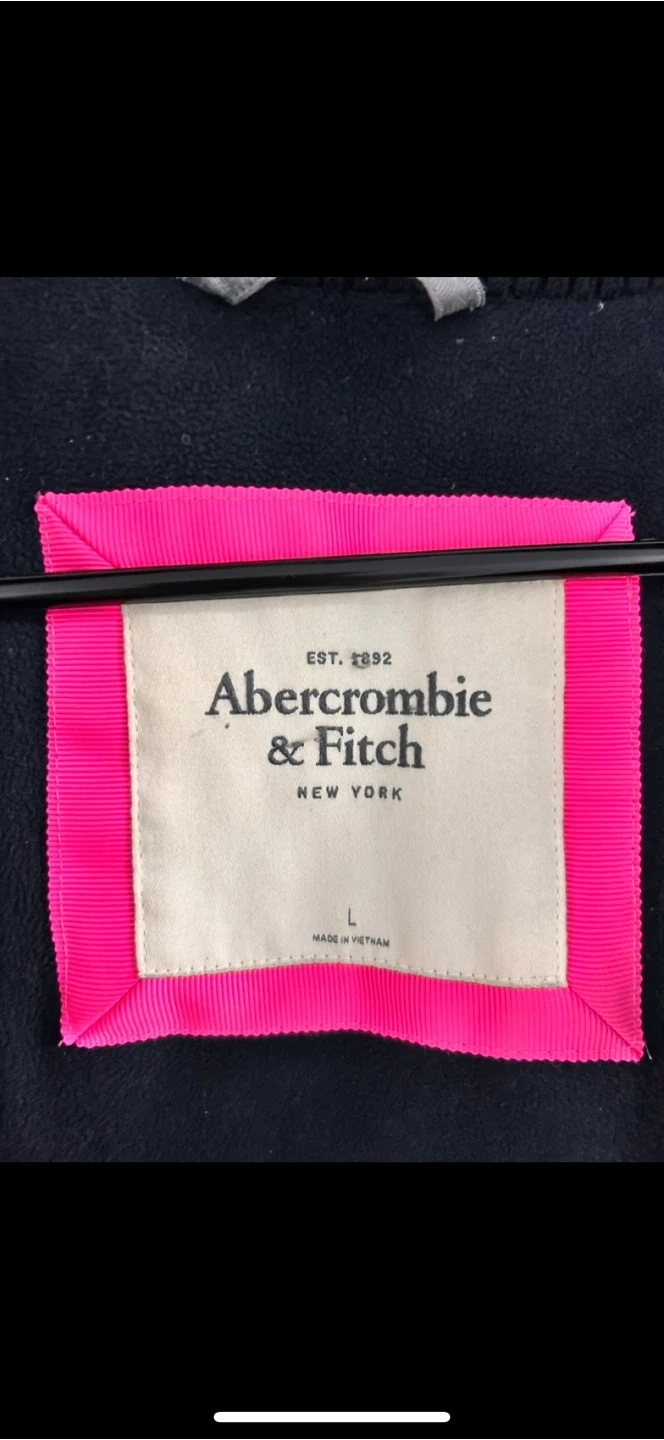 EST. 1892
Abercrombie
& Fitch
NEW YORK
L
MADE IN VIETNAM